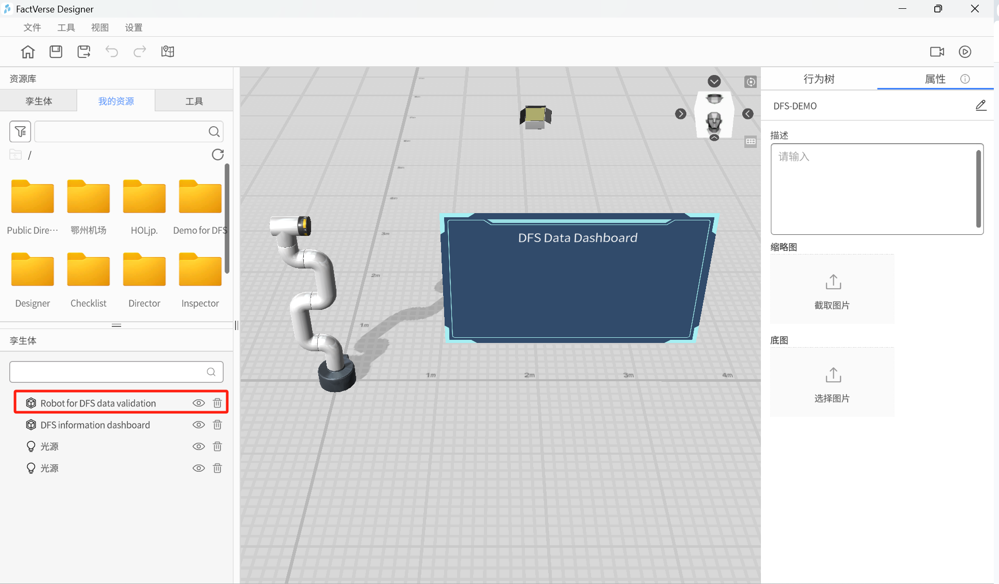 FactVerse Designer
文件 工具 视图 设置
资源库
孪生体 我的资源 工具
/
Public Dire··· 鄂州机场 HOLjp. Demo for DFS
Designer Checklist Director Inspector
孪生体
Robot for DFS data validation
DFS information dashboard
光源
光源
4m
3m
2m
1m
DFS Data Dashboard
1m 2m 3m 4m
行为树 属性
DFS-DEMO
描述
请输入
缩略图
截取图片
底图
选择图片